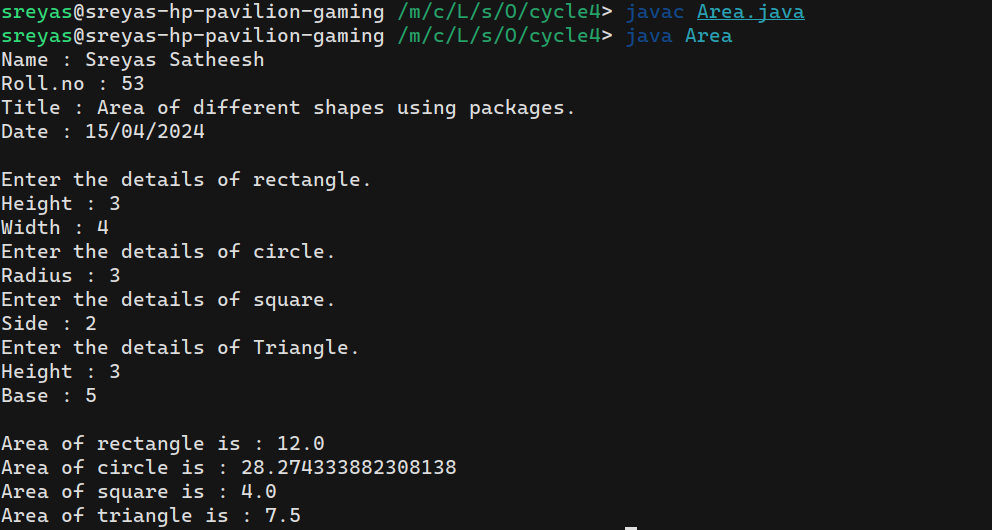 sreyas@sreyas-hp-pavilion-gaming /m/c/L/s/O/cycle4> javac Area.java
sreyas@sreyas-hp-pavilion-gaming /m/c/L/s/O/cycle4> java Area
Name : Sreyas Satheesh
Roll.no : 53
Title : Area of different shapes using packages.
Date : 15/04/2024
Enter the details of rectangle.
Height : 3
Width : 4
Enter the details of circle.
Radius : 3
Enter the details of square.
Side : 2
Enter the details of Triangle.
Height : 3
Base : 5
Area of rectangle is : 12.0
Area of circle is : 28.274333882308138
Area of square is : 4.0
Area of triangle is : 7.5